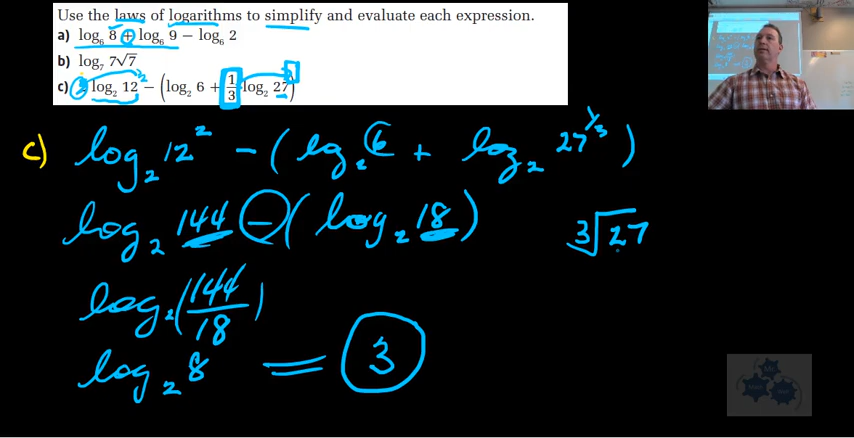 Use the laws of logarithms to simplify and evaluate each expression.
a) log₆ 8 + log₆ 9 − log₆ 2
b) log₇ 7√7
c) 2 log₂ 12 − (log₂ 6 + 1/3 log₂ 27)
c) log₂ 12² − (log₂ 6 + log₂ 27^1/3)
log₂ 144 − (log₂ 18)
3√27
log₂(144/18)
log₂ 8 = 3